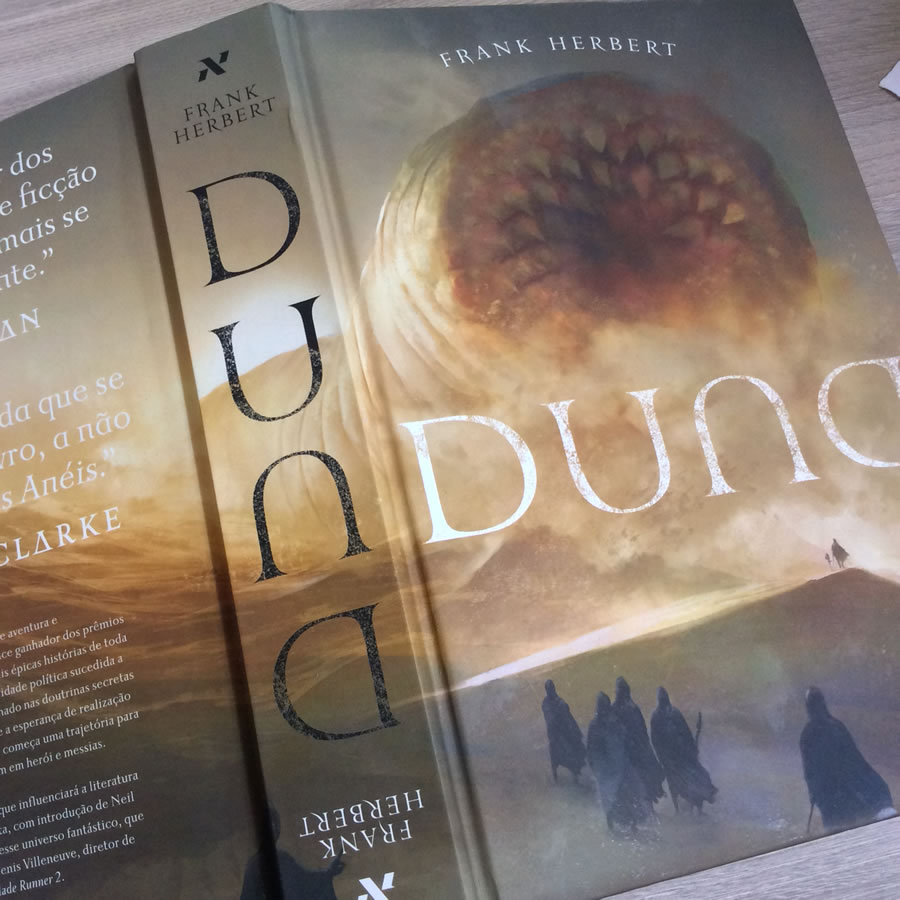 dos
e ficção
mais se
nte."
AN
da que se
vro, a não
s Anéis."
CLARKE
e aventura e
ce ganhador dos prêmios
is épicas histórias de toda
idade política sucedida a
nado nas doutrinas secretas
e a esperança de realização
começa uma trajetória para
m em herói e messias.
que influenciará a literatura
ta, com introdução de Neil
esse universo fantástico, que
enis Villeneuve, diretor de
lade Runner 2.
FRANK
HERBERT
DUNA
FRANK
HERBERT
FRANK HERBERT
DUNA